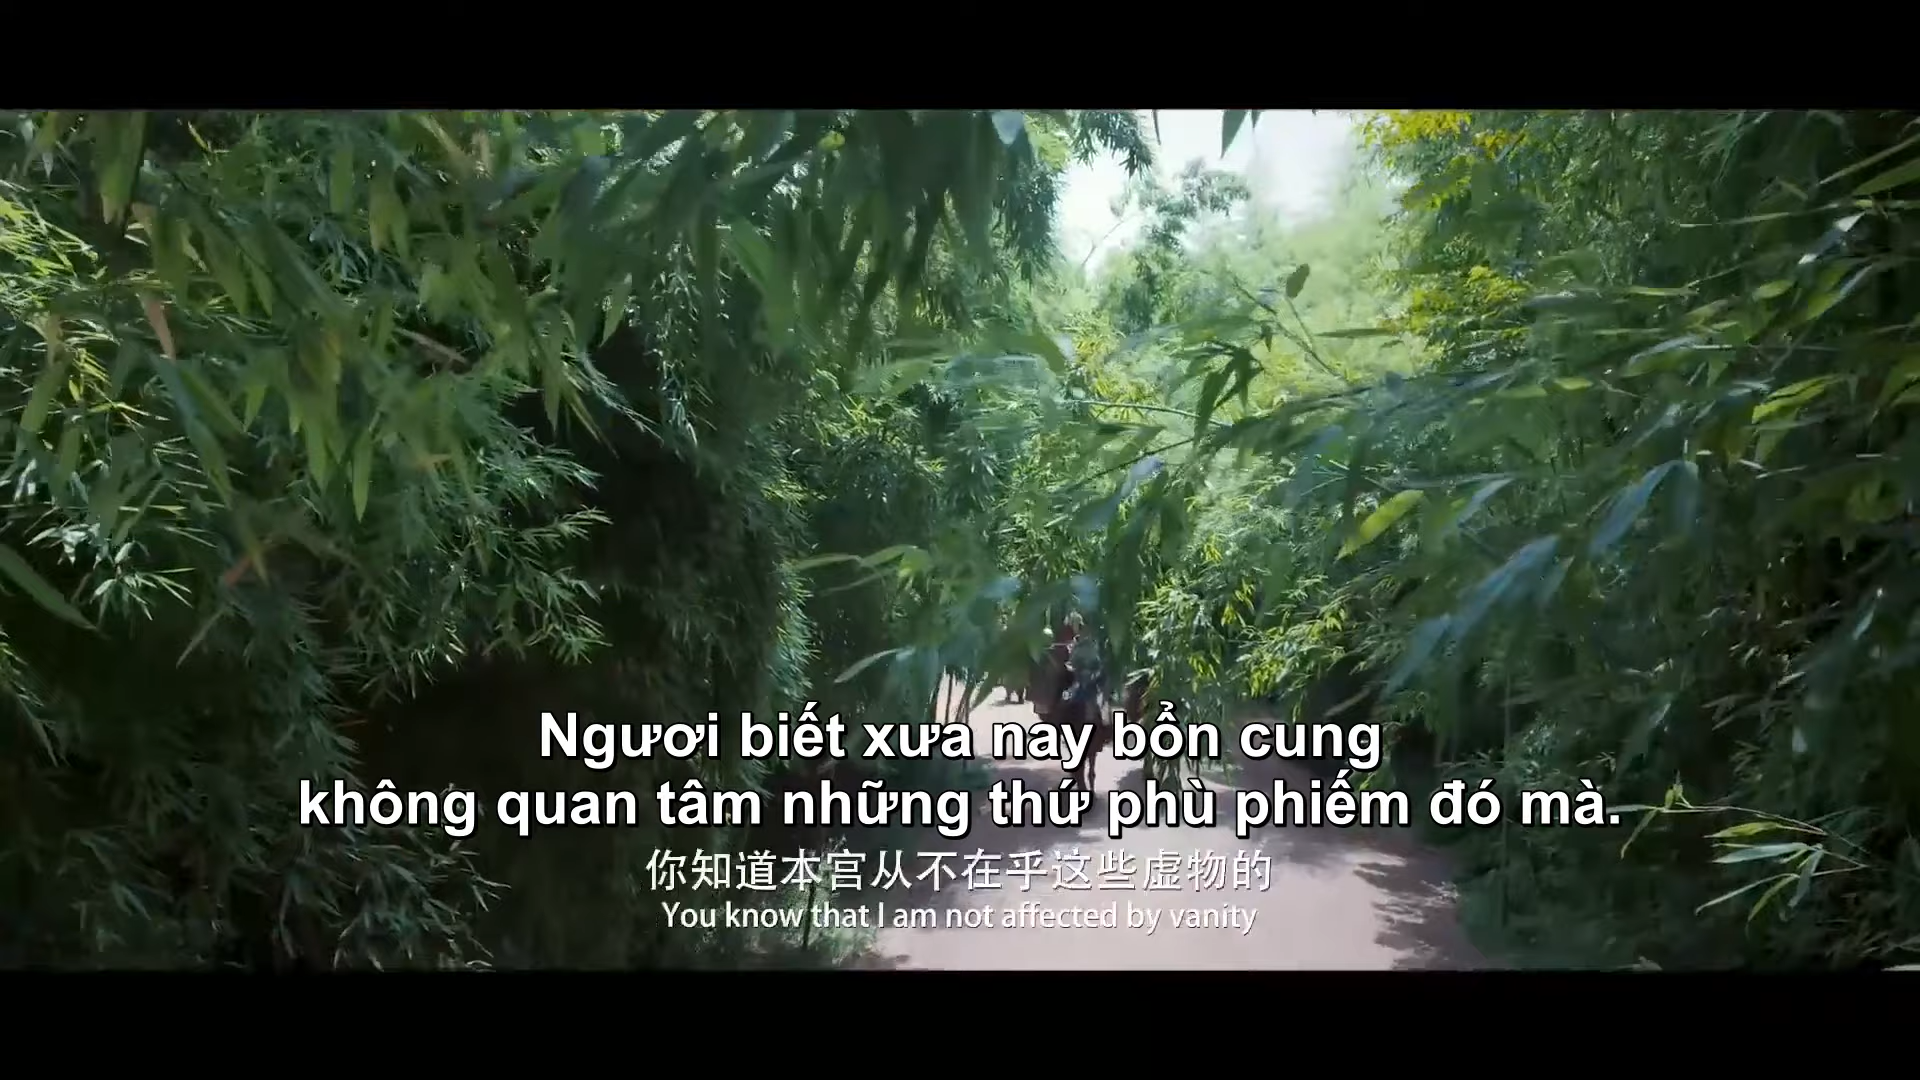 Ngươi biết xưa nay bổn cung
không quan tâm những thứ phù phiếm đó mà.
你知道本宫从不在乎这些虚物的
You know that I am not affected by vanity